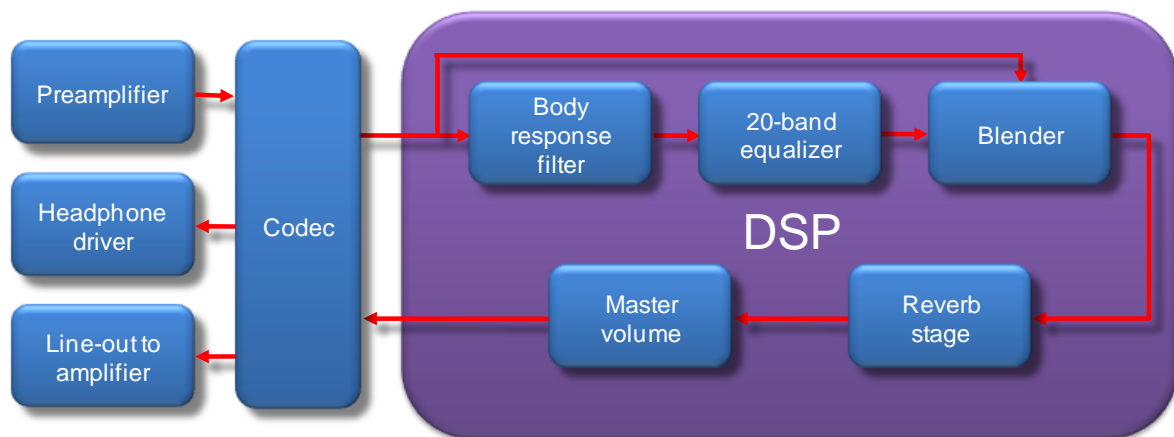 Preamplifier
Headphone
driver
Line-out to
amplifier
Codec
Body
response
filter
20-band
equalizer
Blender
DSP
Master
volume
Reverb
stage